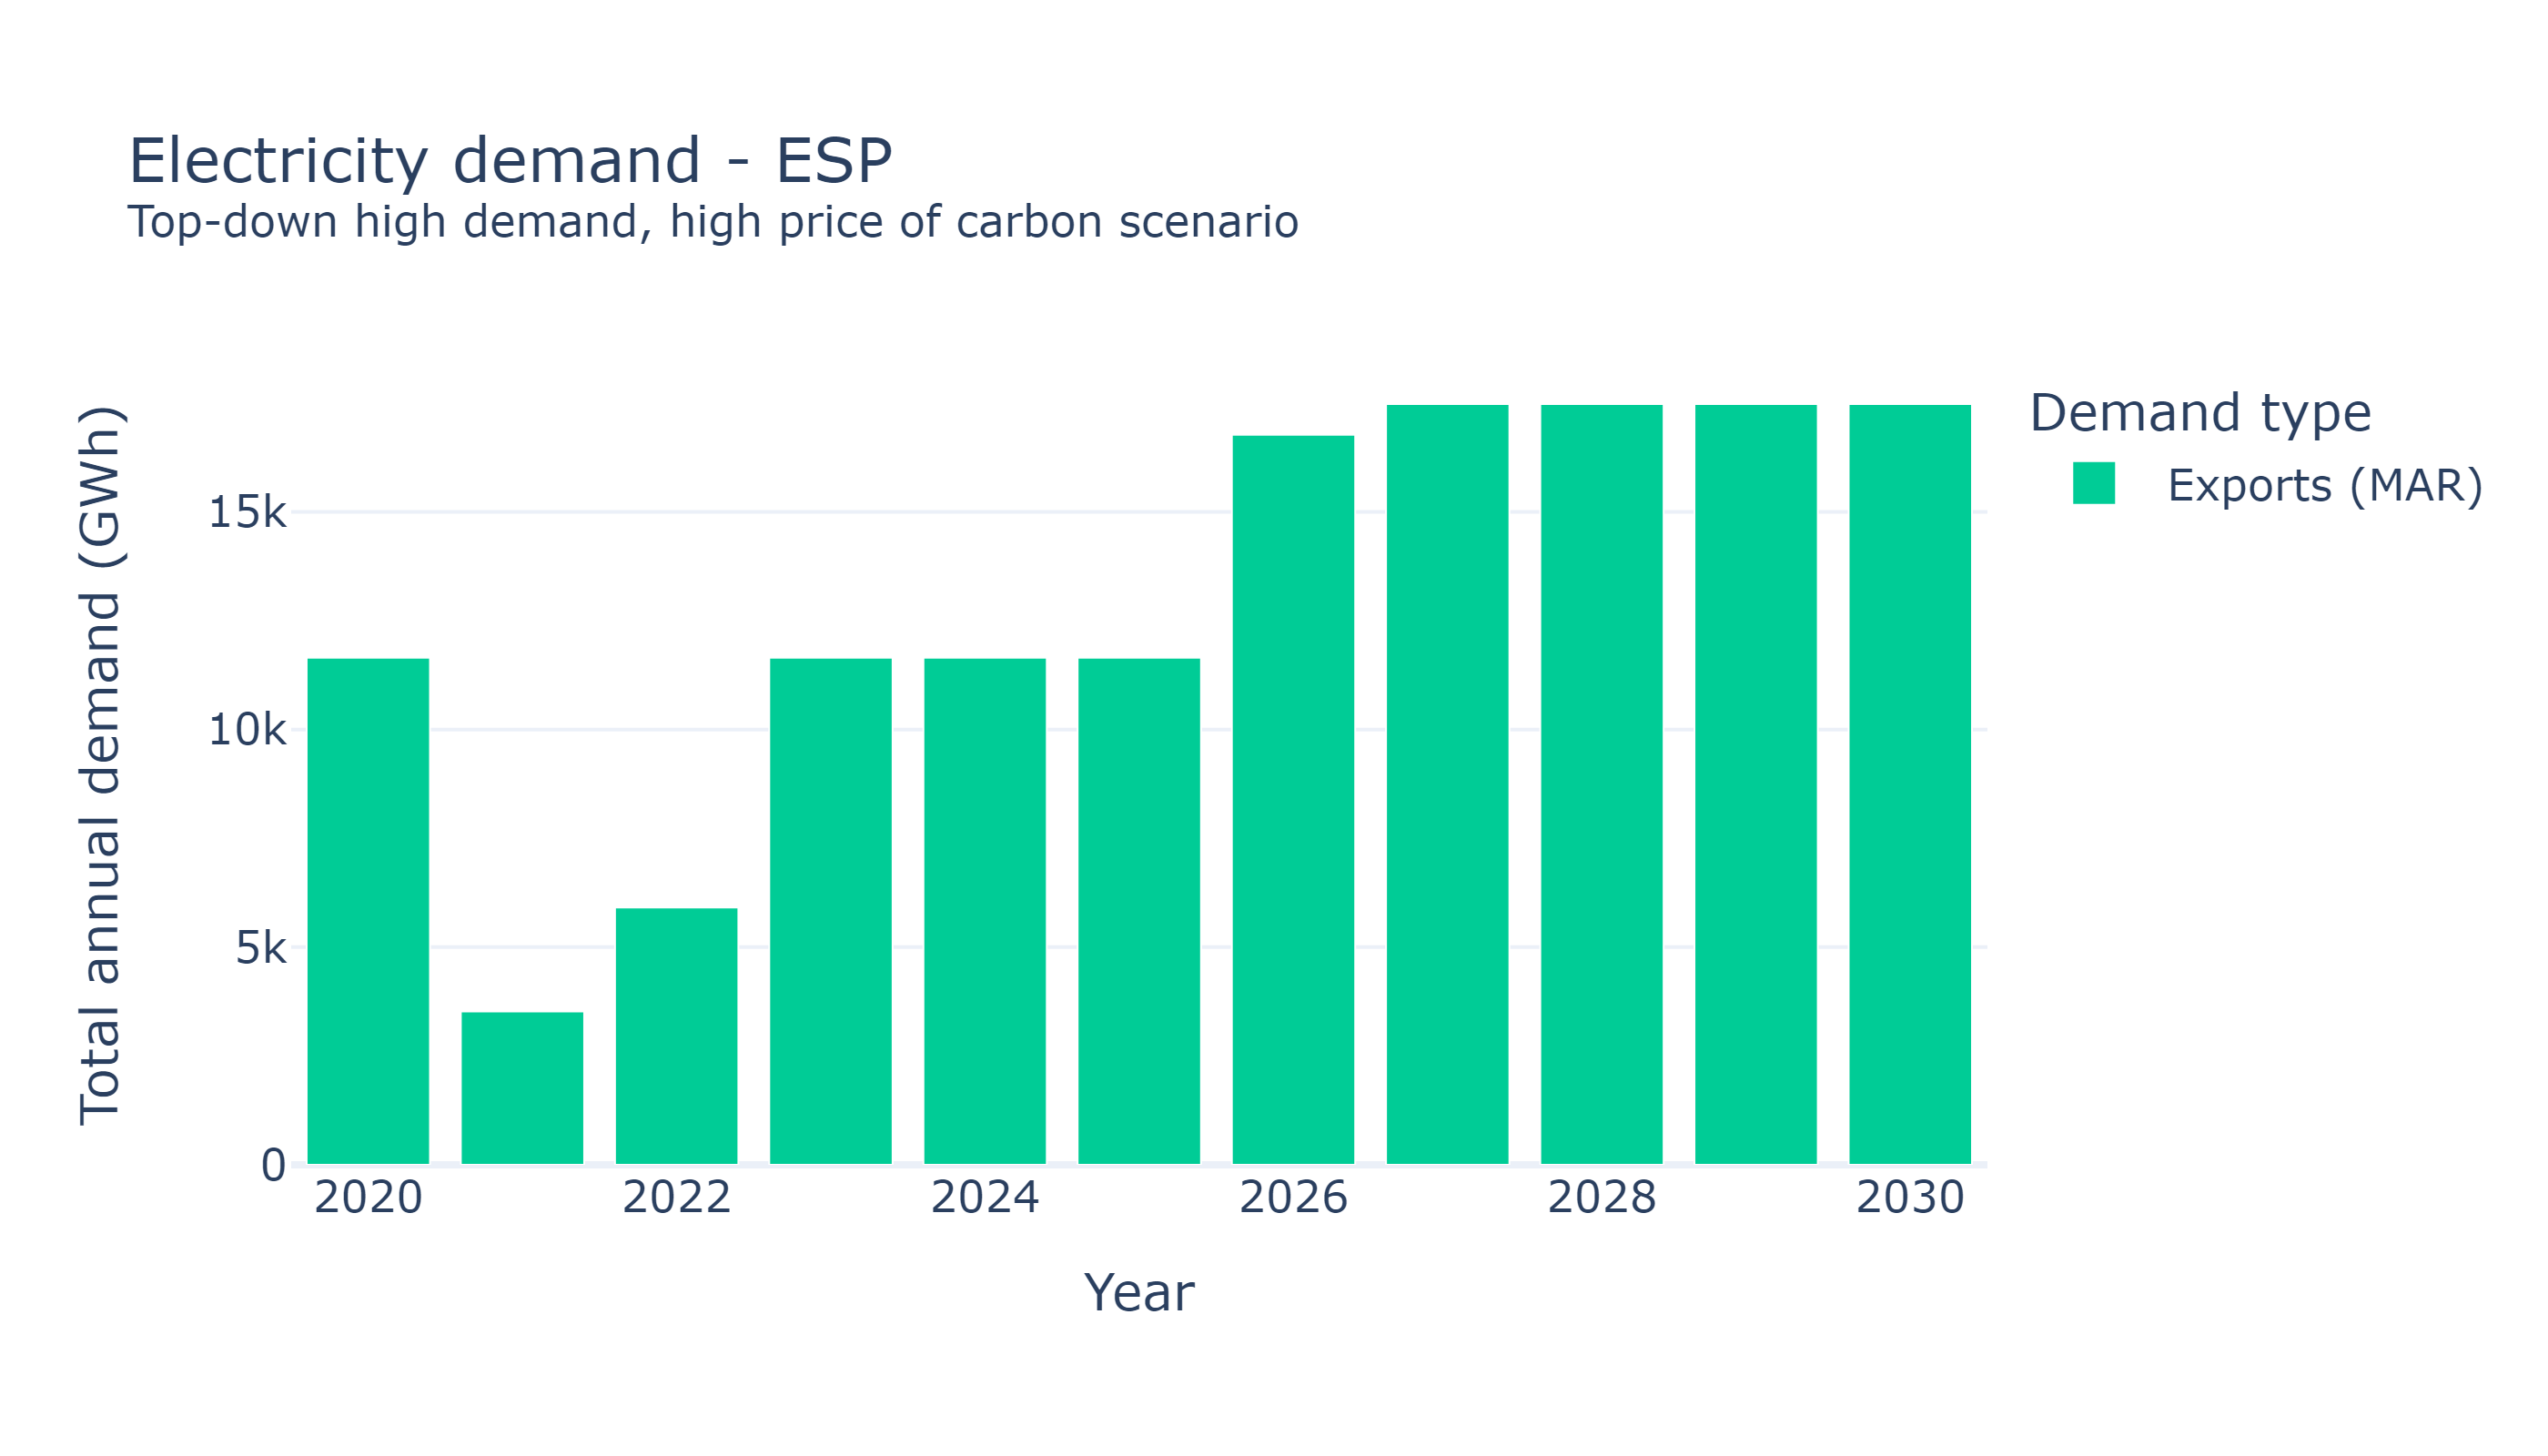 Electricity demand - ESP
Top-down high demand, high price of carbon scenario
Total annual demand (GWh)
15k
10k
5k
0
2020
2022
2024
2026
2028
2030
Year
Demand type
Exports (MAR)